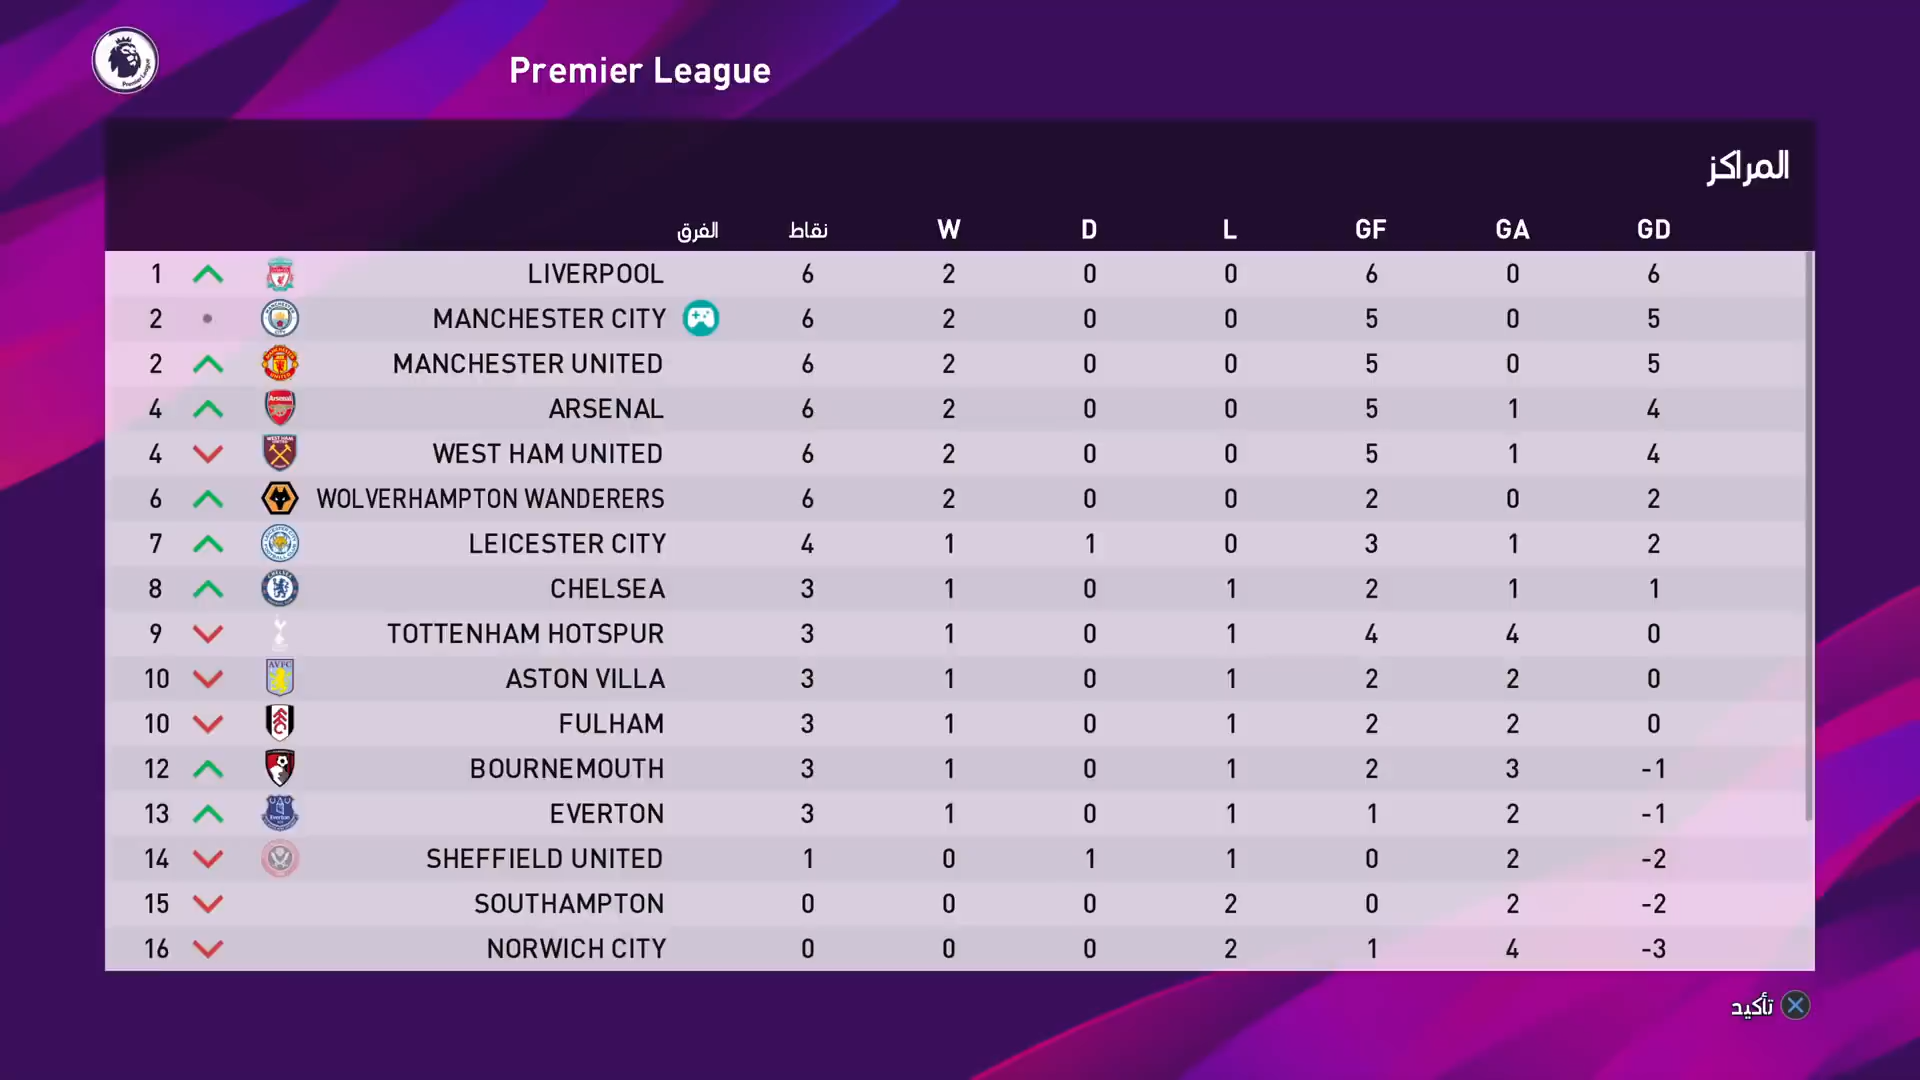 Premier League
المراكز
الفرق نقاط W D L GF GA GD
1 LIVERPOOL 6 2 0 0 6 0 6
2 MANCHESTER CITY 6 2 0 0 5 0 5
2 MANCHESTER UNITED 6 2 0 0 5 0 5
4 ARSENAL 6 2 0 0 5 1 4
4 WEST HAM UNITED 6 2 0 0 5 1 4
6 WOLVERHAMPTON WANDERERS 6 2 0 0 2 0 2
7 LEICESTER CITY 4 1 1 0 3 1 2
8 CHELSEA 3 1 0 1 2 1 1
9 TOTTENHAM HOTSPUR 3 1 0 1 4 4 0
10 ASTON VILLA 3 1 0 1 2 2 0
10 FULHAM 3 1 0 1 2 2 0
12 BOURNEMOUTH 3 1 0 1 2 3 -1
13 EVERTON 3 1 0 1 1 2 -1
14 SHEFFIELD UNITED 1 0 1 1 0 2 -2
15 SOUTHAMPTON 0 0 0 2 0 2 -2
16 NORWICH CITY 0 0 0 2 1 4 -3
تأكيد